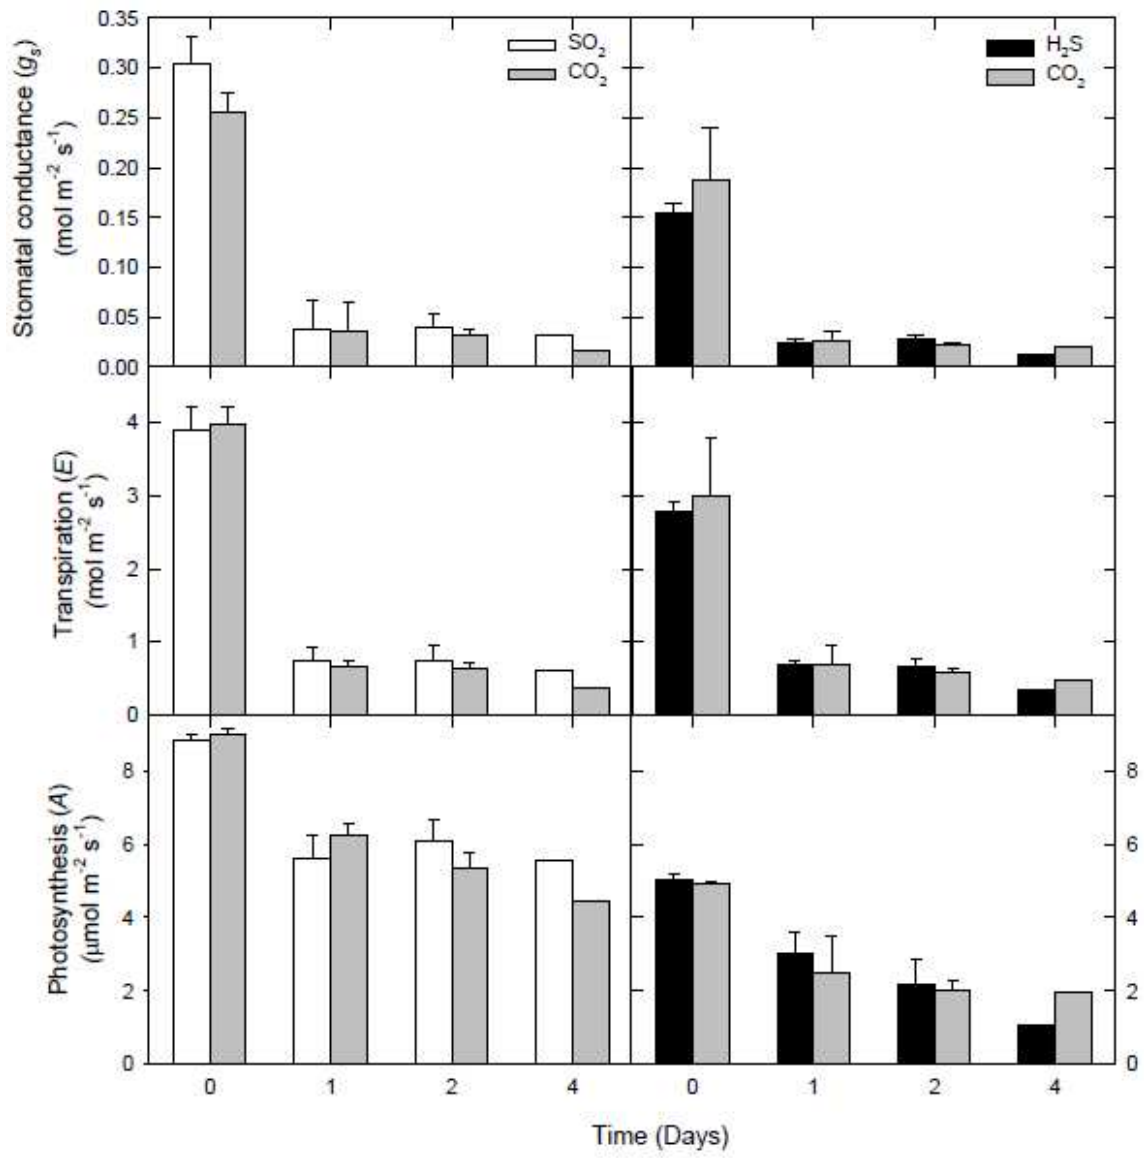 Stomatal conductance (gₛ)
(mol m⁻² s⁻¹)
0.35
0.30
0.25
0.20
0.15
0.10
0.05
0.00
SO₂
CO₂
H₂S
CO₂
Transpiration (E)
(mol m⁻² s⁻¹)
4
3
2
1
0
Photosynthesis (A)
(µmol m⁻² s⁻¹)
8
6
4
2
0
8
6
4
2
0
0 1 2 4 0 1 2 4
Time (Days)